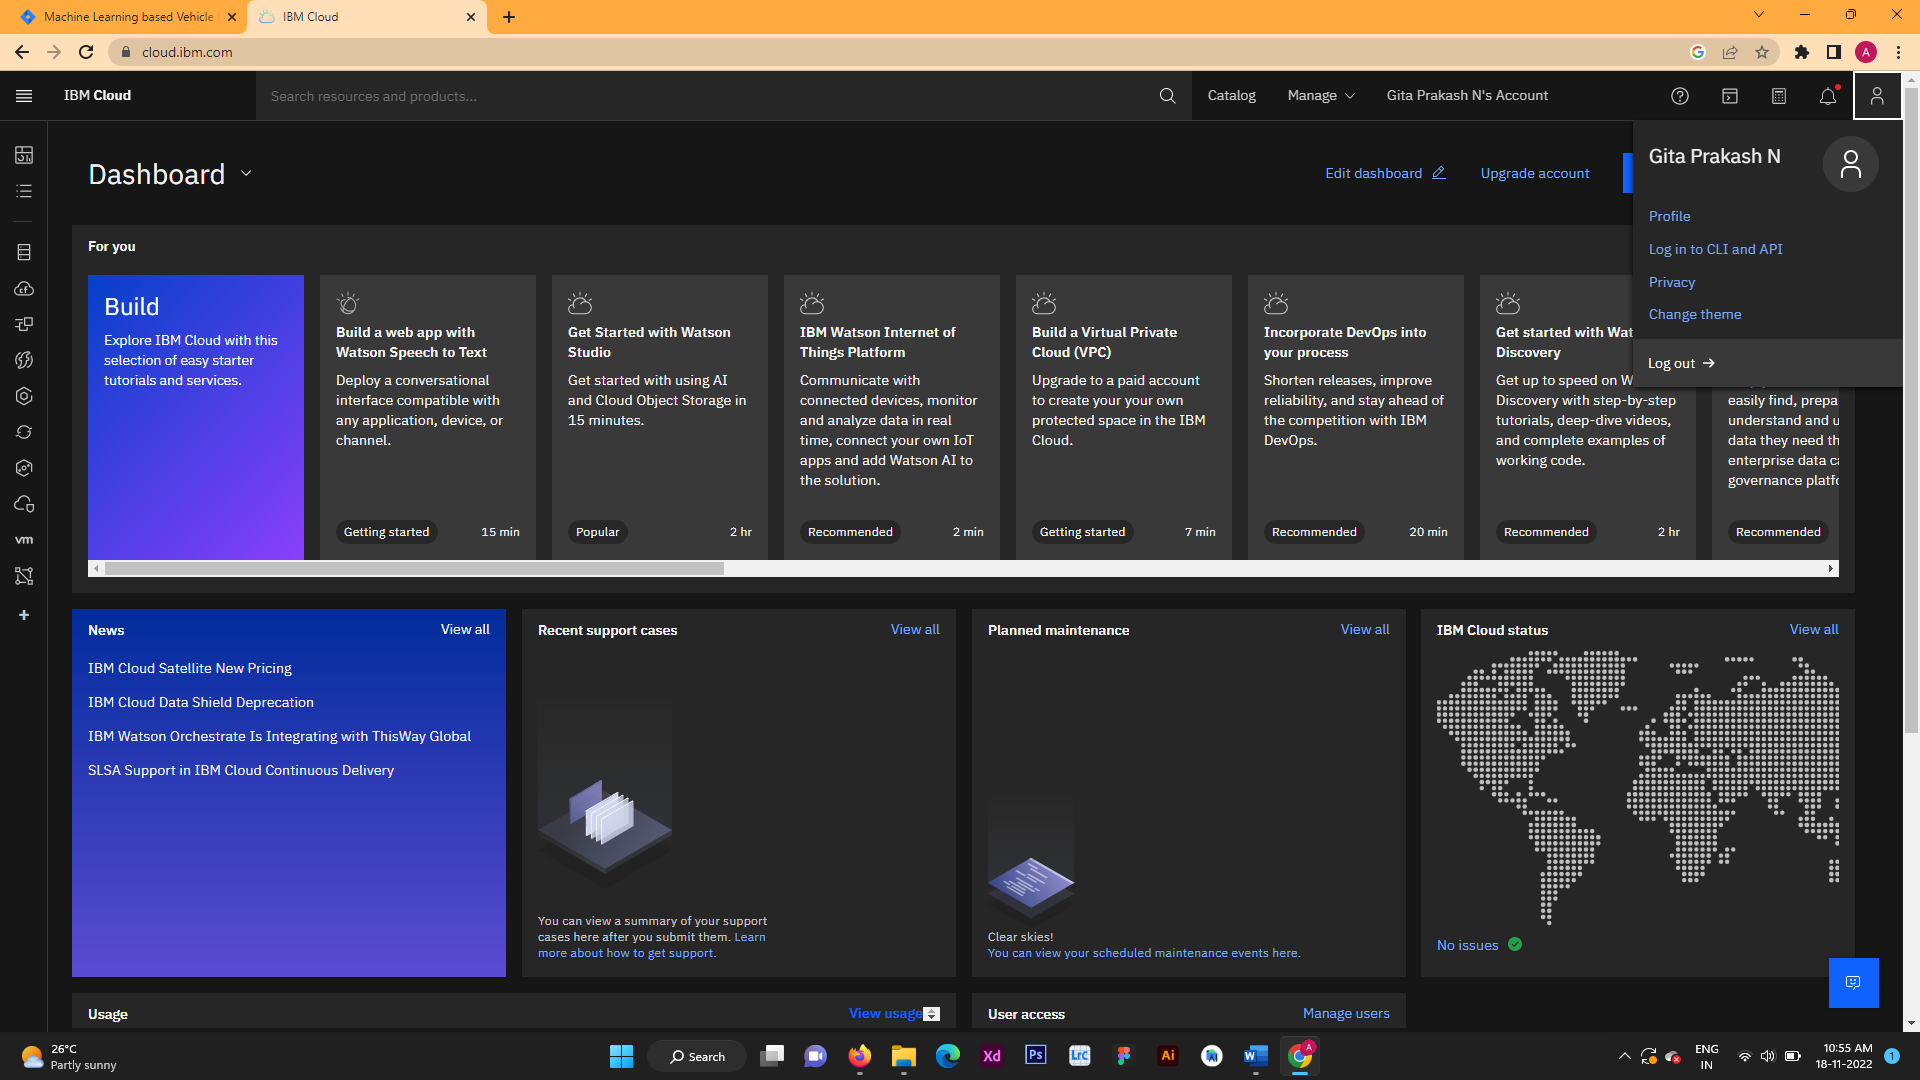 Machine Learning based Vehicle
IBM Cloud
cloud.ibm.com
A
IBM Cloud
Search resources and products...
Catalog
Manage
Gita Prakash N's Account
Dashboard
Edit dashboard
Upgrade account
Gita Prakash N
Profile
Log in to CLI and API
Privacy
Change theme
Log out
For you
Build
Explore IBM Cloud with this
selection of easy starter
tutorials and services.
Build a web app with
Watson Speech to Text
Deploy a conversational
interface compatible with
any application, device, or
channel.
Getting started
15 min
Get Started with Watson
Studio
Get started with using AI
and Cloud Object Storage in
15 minutes.
Popular
2 hr
IBM Watson Internet of
Things Platform
Communicate with
connected devices, monitor
and analyze data in real
time, connect your own IoT
apps and add Watson AI to
the solution.
Recommended
2 min
Build a Virtual Private
Cloud (VPC)
Upgrade to a paid account
to create your your own
protected space in the IBM
Cloud.
Getting started
7 min
Incorporate DevOps into
your process
Shorten releases, improve
reliability, and stay ahead of
the competition with IBM
DevOps.
Recommended
20 min
Get started with Wat
Discovery
Get up to speed on W
Discovery with step-by-step
tutorials, deep-dive videos,
and complete examples of
working code.
Recommended
2 hr
easily find, prepa
understand and u
data they need th
enterprise data ca
governance platfo
Recommended
vm
News
View all
IBM Cloud Satellite New Pricing
IBM Cloud Data Shield Deprecation
IBM Watson Orchestrate Is Integrating with ThisWay Global
SLSA Support in IBM Cloud Continuous Delivery
Recent support cases
View all
You can view a summary of your support
cases here after you submit them. Learn
more about how to get support.
Planned maintenance
View all
Clear skies!
You can view your scheduled maintenance events here.
IBM Cloud status
View all
No issues
Usage
View usage
User access
Manage users
26°C
Partly sunny
Search
Xd
Ps
LrC
Ai
W
A
ENG
IN
10:55 AM
18-11-2022
1